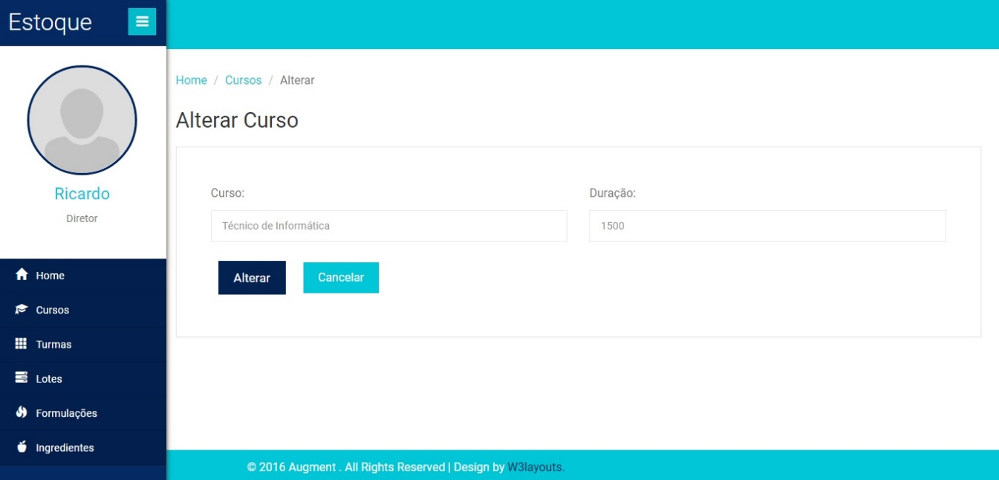 Estoque
Ricardo
Diretor
Home
Cursos
Turmas
Lotes
Formulações
Ingredientes
Home / Cursos / Alterar
Alterar Curso
Curso:
Duração:
Técnico de Informática
1500
Alterar
Cancelar
© 2016 Augment . All Rights Reserved | Design by W3layouts.